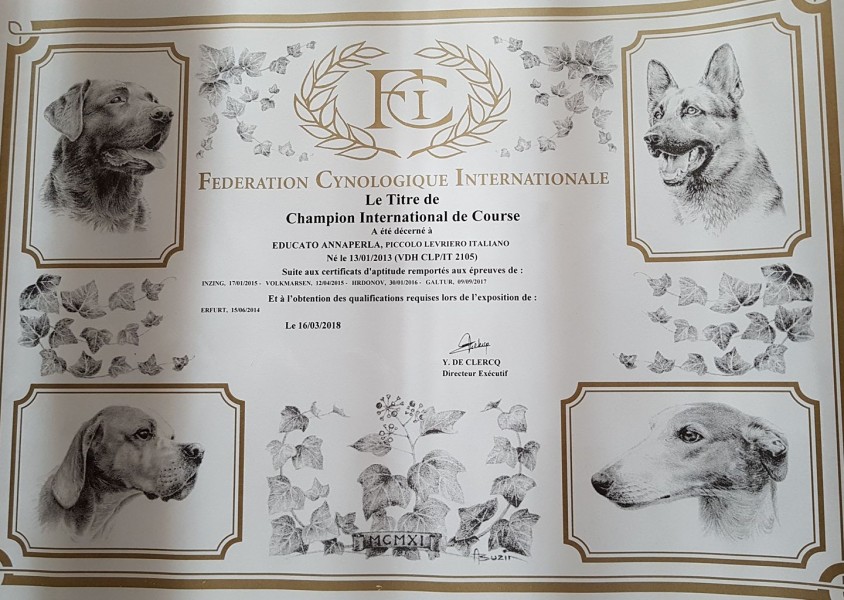 FCI
FEDERATION CYNOLOGIQUE INTERNATIONALE
Le Titre de
Champion International de Course
A été décerné à
EDUCATO ANNAPERLA, PICCOLO LEVRIERO ITALIANO
Né le 13/01/2013 (VDH CLP/IT 2105)
Suite aux certificats d'aptitude remportés aux épreuves de :
INZING, 17/01/2015 - VOLKMARSEN, 12/04/2015 - HRDONOV, 30/01/2016 - GALTUR, 09/09/2017
Et à l'obtention des qualifications requises lors de l'exposition de :
ERFURT, 15/06/2014
Le 16/03/2018
Y. DE CLERCQ
Directeur Exécutif
MCMXI